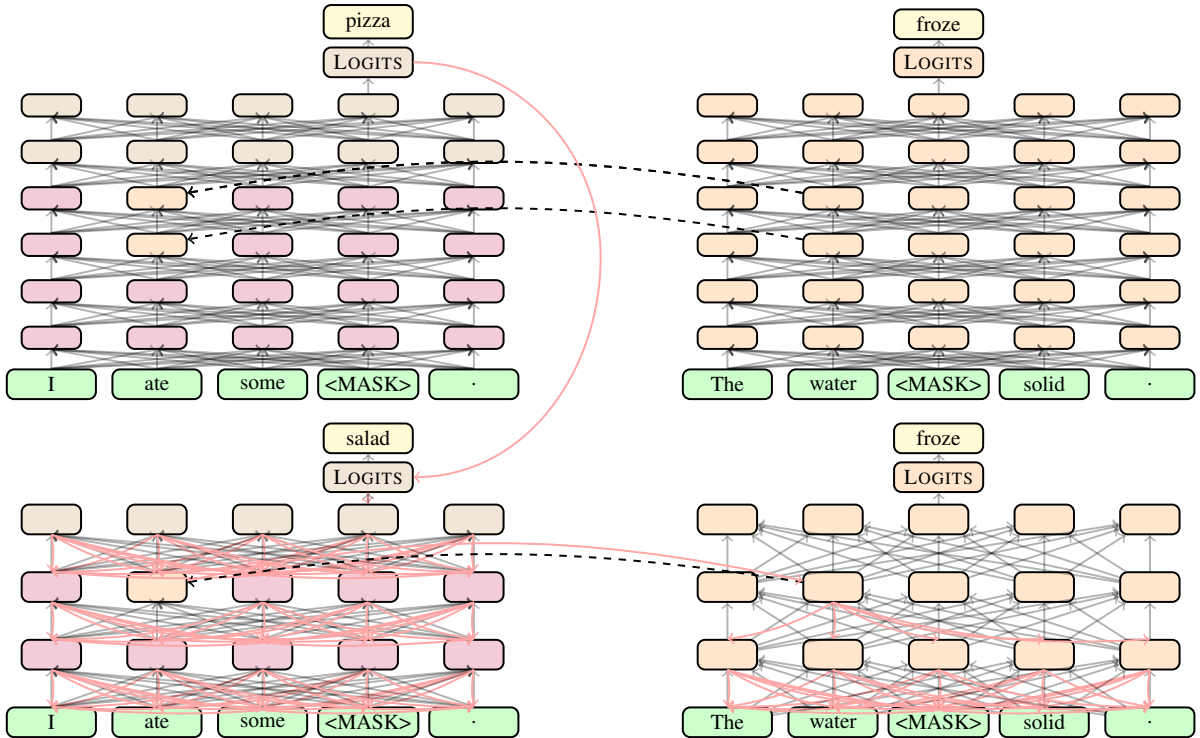 pizza
froze
LOGITS
LOGITS
I ate some <MASK> .
The water <MASK> solid .
salad
froze
LOGITS
LOGITS
I ate some <MASK> .
The water <MASK> solid .